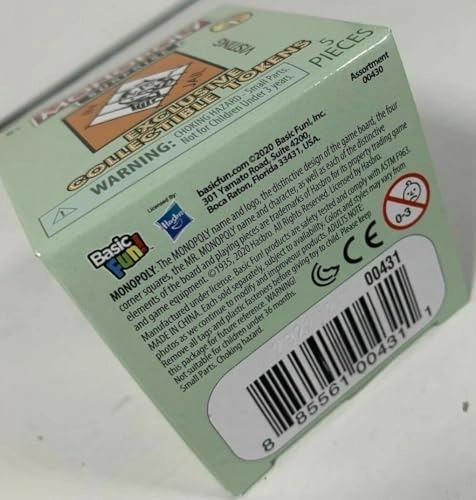 EXCLUSIVE
COLLECTIBLE TOKENS
5
PIECES
Assortment
00430
WARNING: CHOKING HAZARD - Small Parts.
Not for Children Under 3 years.
basicfun.com ©2020 Basic Fun!, Inc.
301 Yamato Road, Suite 4200,
Boca Raton, Florida 33431, USA.
Licensed By:
Hasbro
Basic
Fun!
MONOPOLY: The MONOPOLY name and logo, the distinctive design of the game board, the four
corner squares, the MR. MONOPOLY name and character, as well as each of the distinctive
elements of the board and playing pieces are trademarks of Hasbro for its property trading game
and game equipment. ©1935, 2020 Hasbro. All Rights Reserved. Licensed by Hasbro.
Manufactured under license. Basic Fun! products are safety tested and comply with ASTM F963.
MADE IN CHINA. Each sold separately, subject to availability. Colors and styles may vary from
photos as we continue to modify and improve our products. ADULTS NOTE:
Remove all tags and plastic fasteners before giving toy to child. Please keep
this package for future reference. WARNING:
Not suitable for children under 36 months.
Small Parts. Choking hazard.
0-3
CE
00431
8 85561 00431 1